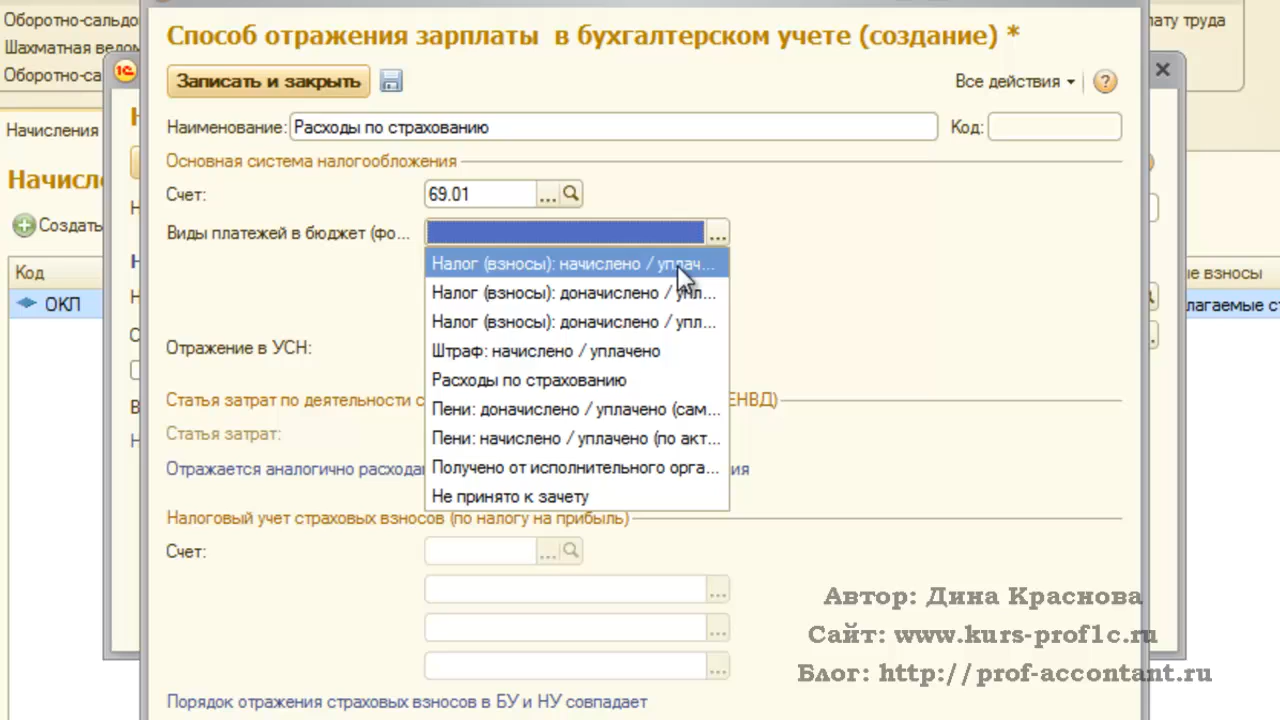 Оборотно-сальдо
Шахматная ведом
Оборотно-са
лату труда
Способ отражения зарплаты в бухгалтерском учете (создание) *
Записать и закрыть
Все действия
?
Наименование: Расходы по страхованию
Код:
Начисления
Основная система налогообложения
Начисле
Счет: 69.01 ...
Создать
Виды платежей в бюджет (фо... ...
Налог (взносы): начислено / уплач...
Код
ые взносы
Налог (взносы): доначислено / упл...
ОКП
лагаемые с
Налог (взносы): доначислено / упл...
Отражение в УСН:
Штраф: начислено / уплачено
Расходы по страхованию
Статья затрат по деятельности с
ЕНВД)
Пени: доначислено / уплачено (сам...
Статья затрат:
Пени: начислено / уплачено (по акт...
Отражается аналогично расхода
ия
Получено от исполнительного орга...
Не принято к зачету
Налоговый учет страховых взносов (по налогу на прибыль)
Счет: ...
...
...
...
Порядок отражения страховых взносов в БУ и НУ совпадает
Автор: Дина Краснова
Сайт: www.kurs-prof1c.ru
Блог: http://prof-accontant.ru